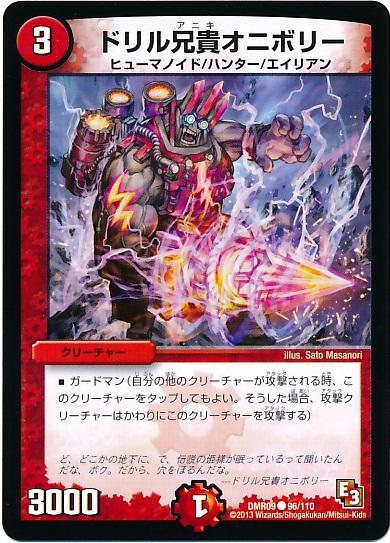 3
アニキ
ドリル兄貴オニボリー
ヒューマノイド/ハンター/エイリアン
クリーチャー
illus. Sato Masanori
■ ガードマン(自分の他のクリーチャーが攻撃される時、こ
のクリーチャーをタップしてもよい。そうした場合、攻撃ク
リーチャーはかわりにこのクリーチャーを攻撃する)
ど、どこかの地下に、で、伝説の姫様が眠っているって聞いたん
だな、ボク。だから、穴をほるんだな。
---ドリル兄貴オニボリー
3000
1
E3
DMR09 ● 96/110
©2013 Wizards/Shogakukan/Mitsui-Kids